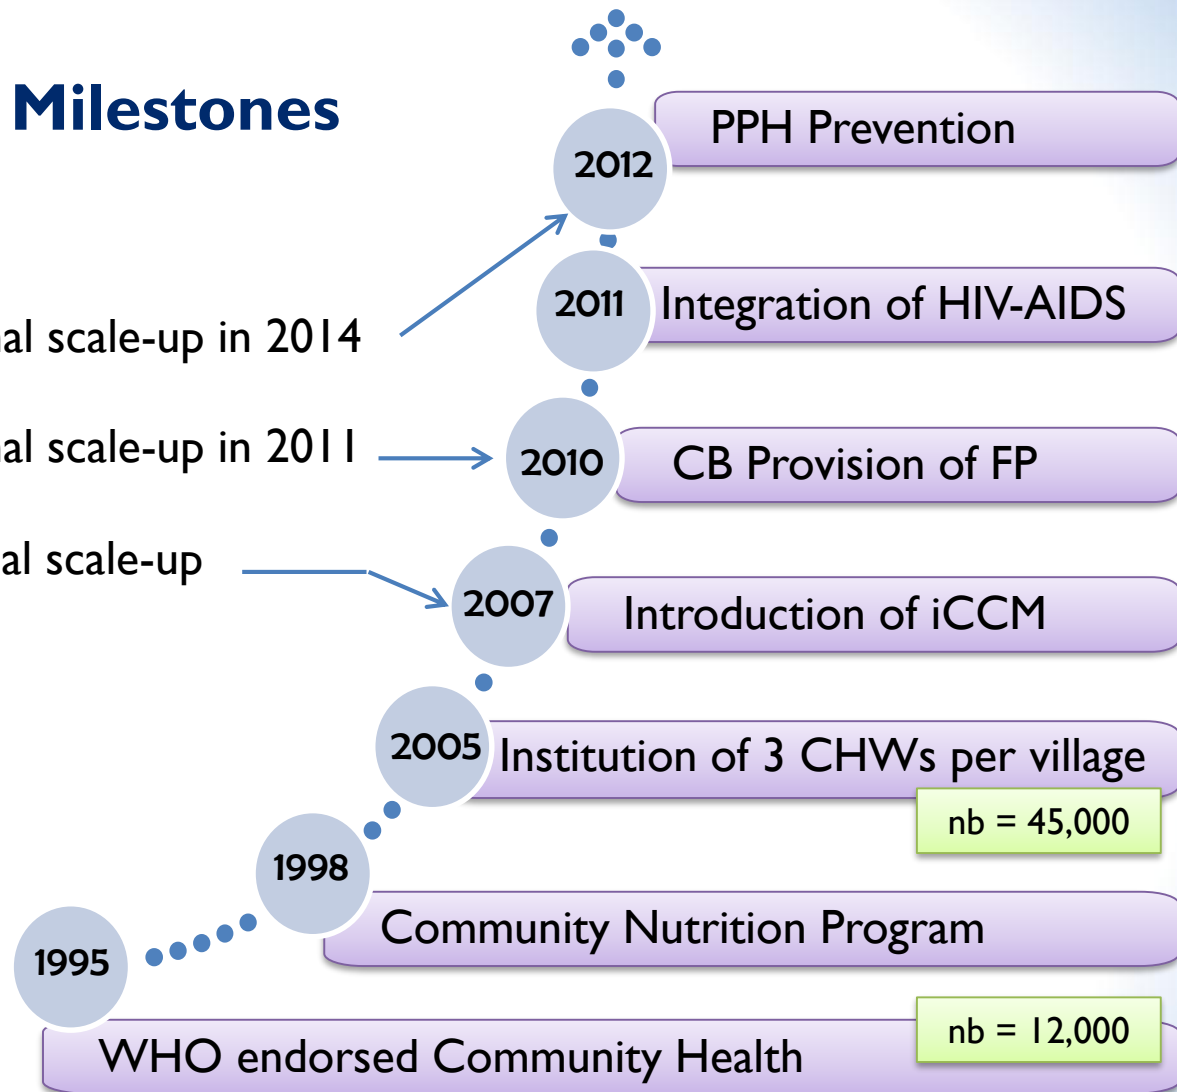 Milestones
2012
PPH Prevention
2011
Integration of HIV-AIDS
nal scale-up in 2014
2010
CB Provision of FP
nal scale-up in 2011
2007
Introduction of iCCM
al scale-up
2005
Institution of 3 CHWs per village
nb = 45,000
1998
Community Nutrition Program
1995
WHO endorsed Community Health
nb = 12,000